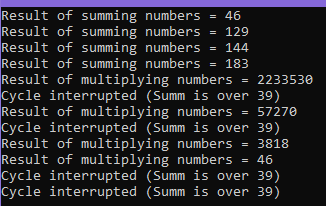 Result of summing numbers = 46
Result of summing numbers = 129
Result of summing numbers = 144
Result of summing numbers = 183
Result of multiplying numbers = 2233530
Cycle interrupted (Summ is over 39)
Result of multiplying numbers = 57270
Cycle interrupted (Summ is over 39)
Result of multiplying numbers = 3818
Result of multiplying numbers = 46
Cycle interrupted (Summ is over 39)
Cycle interrupted (Summ is over 39)